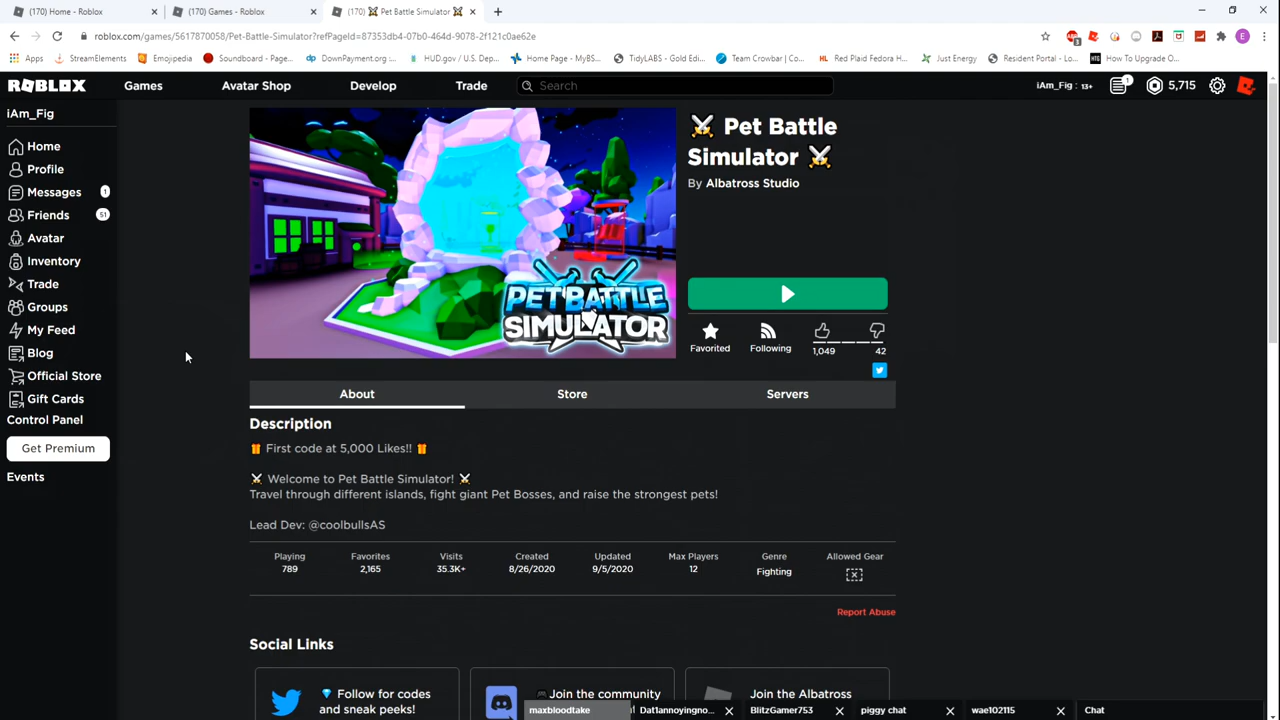 (170) Home - Roblox
(170) Games - Roblox
(170) ⚔ Pet Battle Simulator ⚔
roblox.com/games/5617870058/Pet-Battle-Simulator?refPageId=87353db4-07b0-464d-9078-2f121c0ae62e
Apps
StreamElements
Emojipedia
Soundboard - Page...
DownPayment.org :...
HUD.gov / U.S. Dep...
Home Page - MyBS...
TidyLABS - Gold Edi...
Team Crowbar | Co...
Red Plaid Fedora H...
Just Energy
Resident Portal - Lo...
How To Upgrade O...
ROBLOX
Games
Avatar Shop
Develop
Trade
Search
iAm_Fig : 13+
1
5,715
iAm_Fig
Home
Profile
Messages 1
Friends 51
Avatar
Inventory
Trade
Groups
My Feed
Blog
Official Store
Gift Cards
Control Panel
Get Premium
Events
PET BATTLE
SIMULATOR
⚔ Pet Battle
Simulator ⚔
By Albatross Studio
Favorited
Following
1,049
42
About
Store
Servers
Description
🎁 First code at 5,000 Likes!! 🎁
⚔ Welcome to Pet Battle Simulator! ⚔
Travel through different islands, fight giant Pet Bosses, and raise the strongest pets!
Lead Dev: @coolbullsAS
Playing Favorites Visits Created Updated Max Players Genre Allowed Gear
789 2,165 35.3K+ 8/26/2020 9/5/2020 12 Fighting
Report Abuse
Social Links
💎 Follow for codes
and sneak peeks!
🎮 Join the community
Join the Albatross
maxbloodtake
Dat1annoyingno...
BlitzGamer753
piggy chat
wae102115
Chat